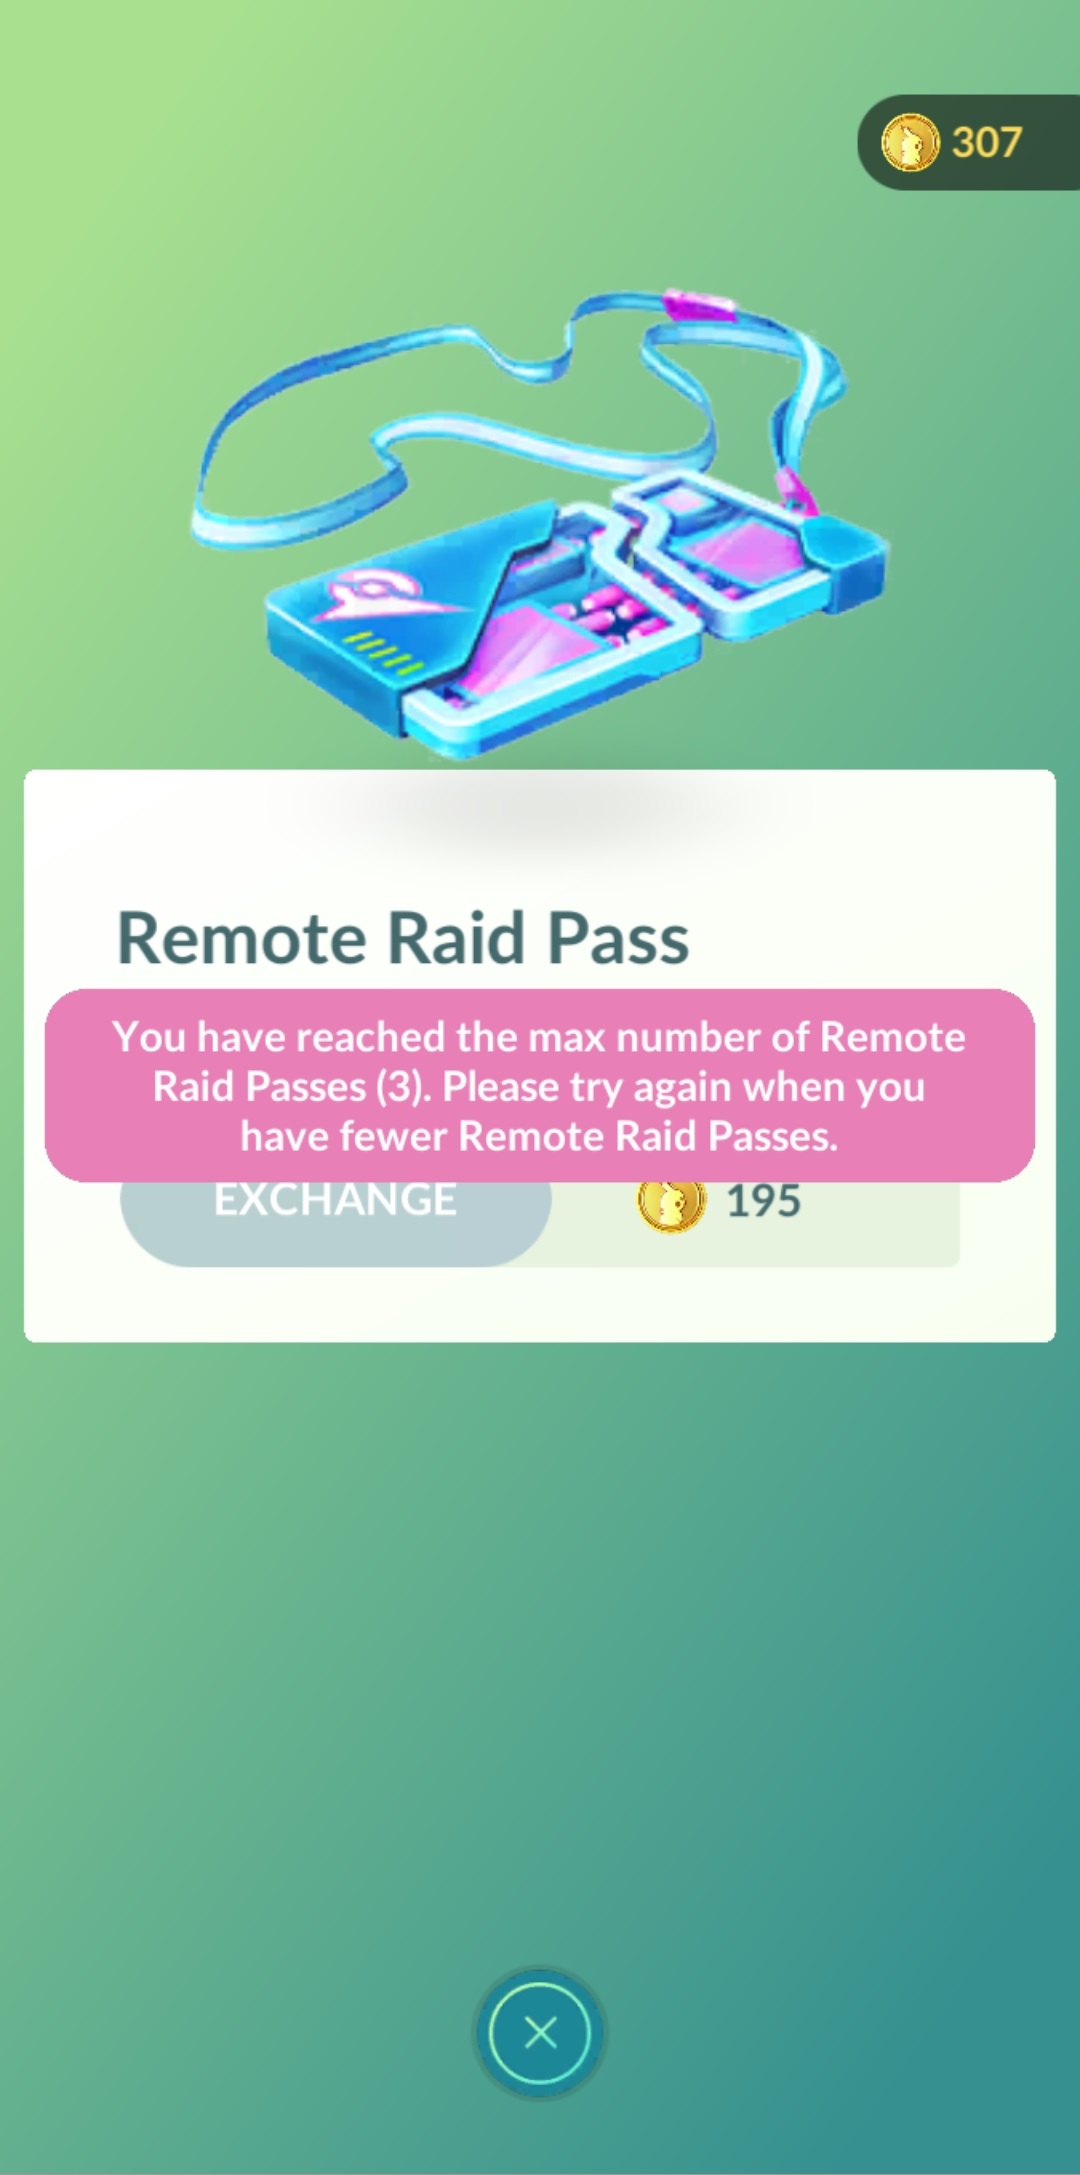 307
Remote Raid Pass
You have reached the max number of Remote
Raid Passes (3). Please try again when you
have fewer Remote Raid Passes.
EXCHANGE 195